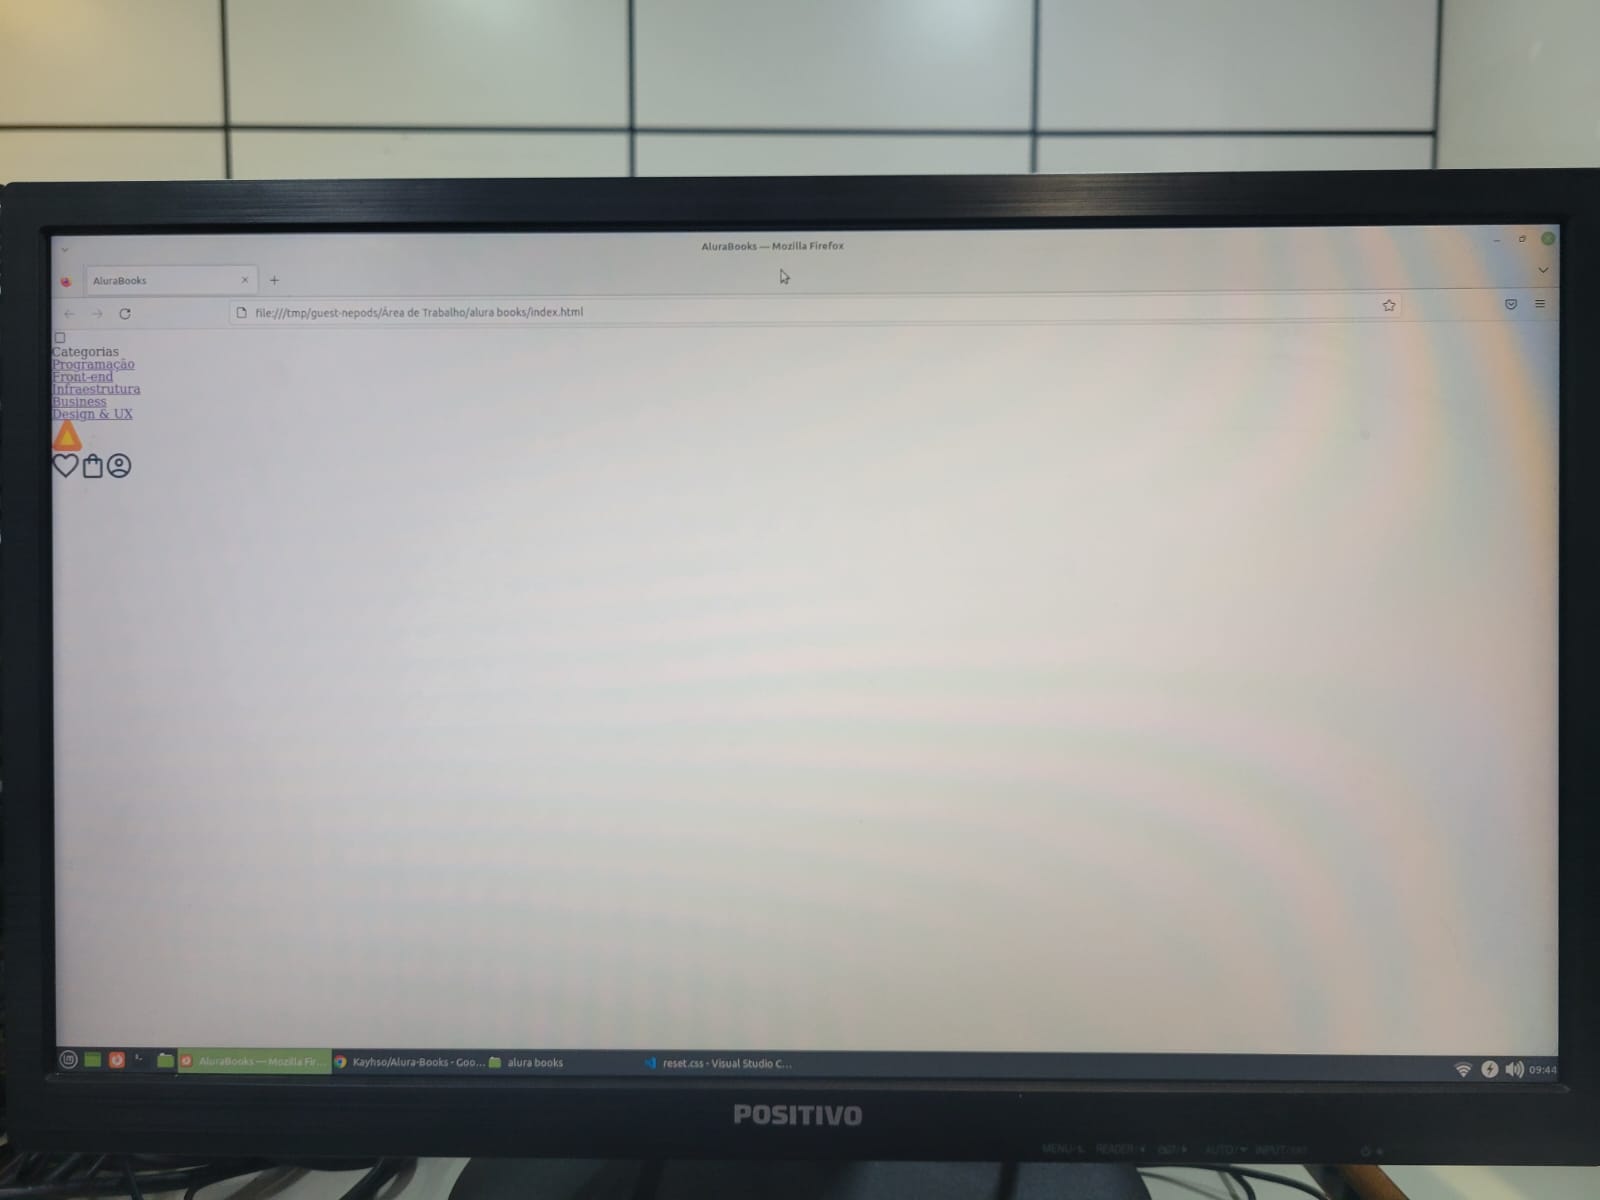 AluraBooks — Mozilla Firefox
AluraBooks
file:///tmp/guest-nepods/Área de Trabalho/alura books/index.html
Categorias
Programação
Front-end
Infraestrutura
Business
Design & UX
AluraBooks — Mozilla Fir... Kayhso/Alura-Books - Goo... alura books reset.css - Visual Studio C... 09:44
POSITIVO
MENU READER AUTO INPUT